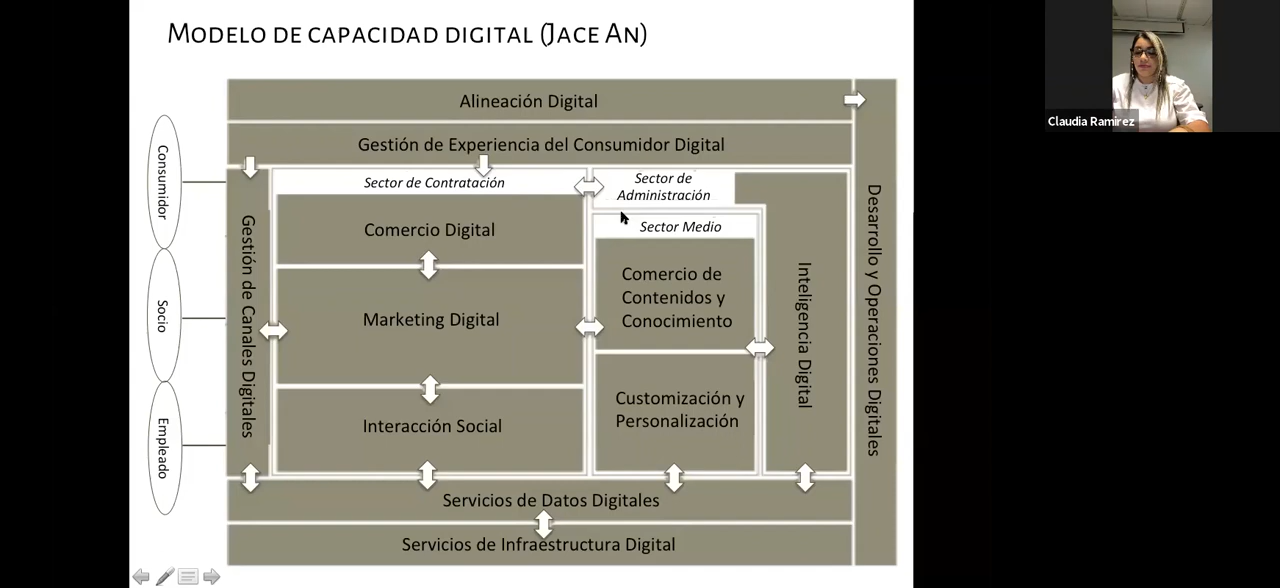 MODELO DE CAPACIDAD DIGITAL (JACE AN)
Claudia Ramirez
Alineación Digital
Gestión de Experiencia del Consumidor Digital
Consumidor
Socio
Empleado
Gestión de Canales Digitales
Sector de Contratación
Comercio Digital
Marketing Digital
Interacción Social
Sector de
Administración
Sector Medio
Comercio de
Contenidos y
Conocimiento
Customización y
Personalización
Inteligencia Digital
Desarrollo y Operaciones Digitales
Servicios de Datos Digitales
Servicios de Infraestructura Digital